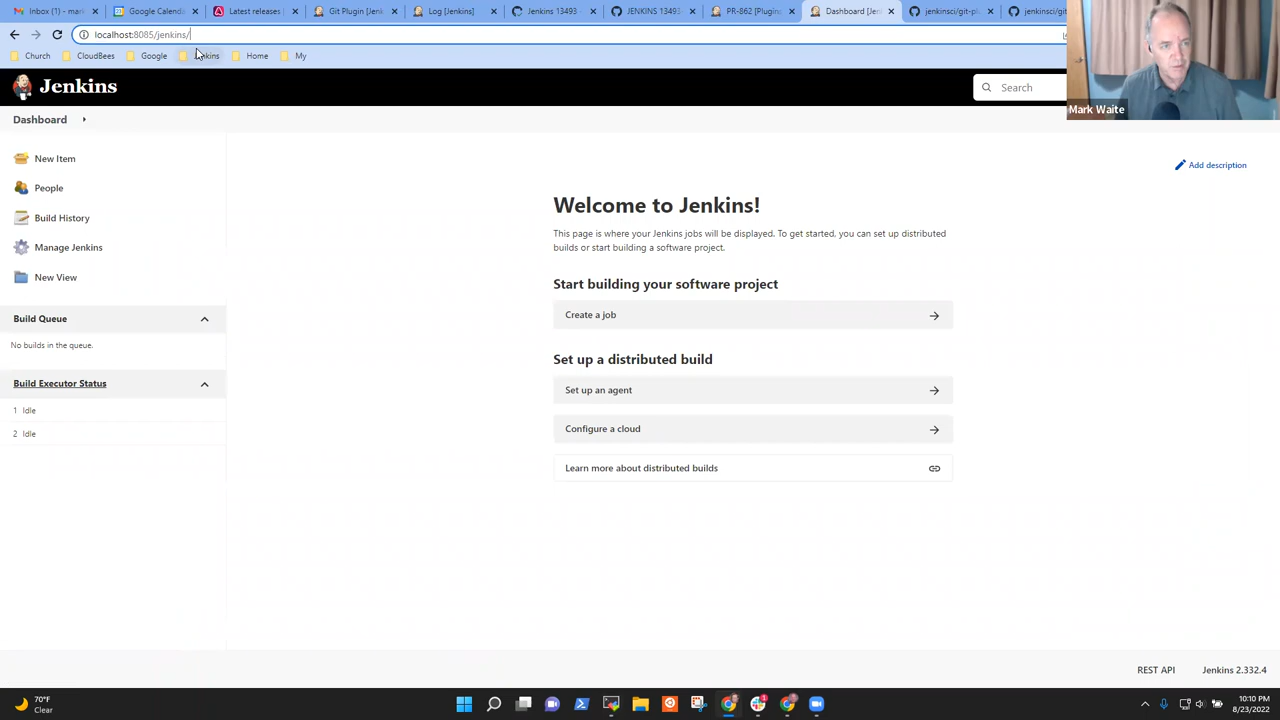 Inbox (1) - mark
Google Calenda
Latest releases
Git Plugin [Jenk
Log [Jenkins]
Jenkins 13493
JENKINS 13493
PR-862 [Plugins
Dashboard [Jen
jenkinsci/git-pl
jenkinsci/git
localhost:8085/jenkins/
Church
CloudBees
Google
Jenkins
Home
My
Jenkins
Search
Mark Waite
Dashboard
New Item
People
Build History
Manage Jenkins
New View
Build Queue
No builds in the queue.
Build Executor Status
1 Idle
2 Idle
Add description
Welcome to Jenkins!
This page is where your Jenkins jobs will be displayed. To get started, you can set up distributed
builds or start building a software project.
Start building your software project
Create a job
Set up a distributed build
Set up an agent
Configure a cloud
Learn more about distributed builds
REST API
Jenkins 2.332.4
70°F
Clear
10:10 PM
8/23/2022